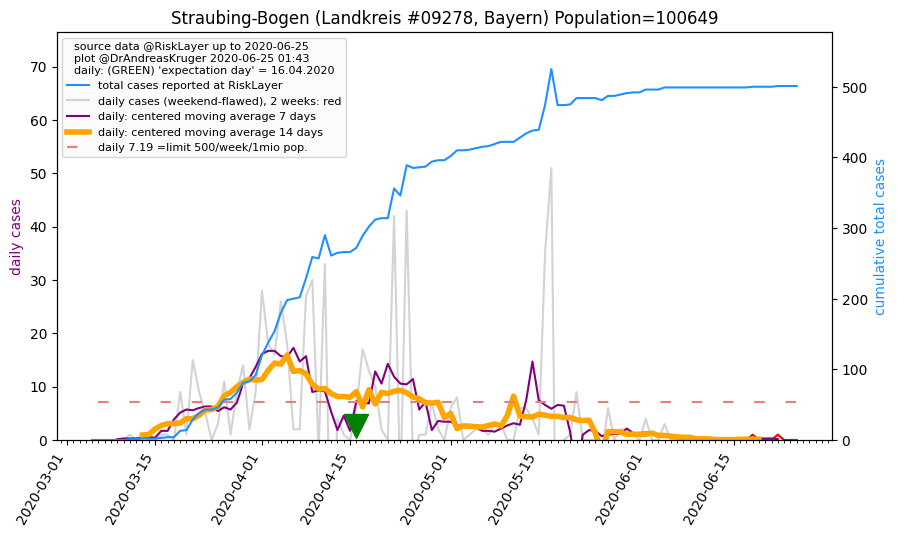 Straubing-Bogen (Landkreis #09278, Bayern) Population=100649
source data @RiskLayer up to 2020-06-25
plot @DrAndreasKruger 2020-06-25 01:43
daily: (GREEN) 'expectation day' = 16.04.2020
total cases reported at RiskLayer
daily cases (weekend-flawed), 2 weeks: red
daily: centered moving average 7 days
daily: centered moving average 14 days
daily 7.19 =limit 500/week/1mio pop.
daily cases
70
60
50
40
30
20
10
0
500
400
300
200
100
0
cumulative total cases
2020-03-01
2020-03-15
2020-04-01
2020-04-15
2020-05-01
2020-05-15
2020-06-01
2020-06-15